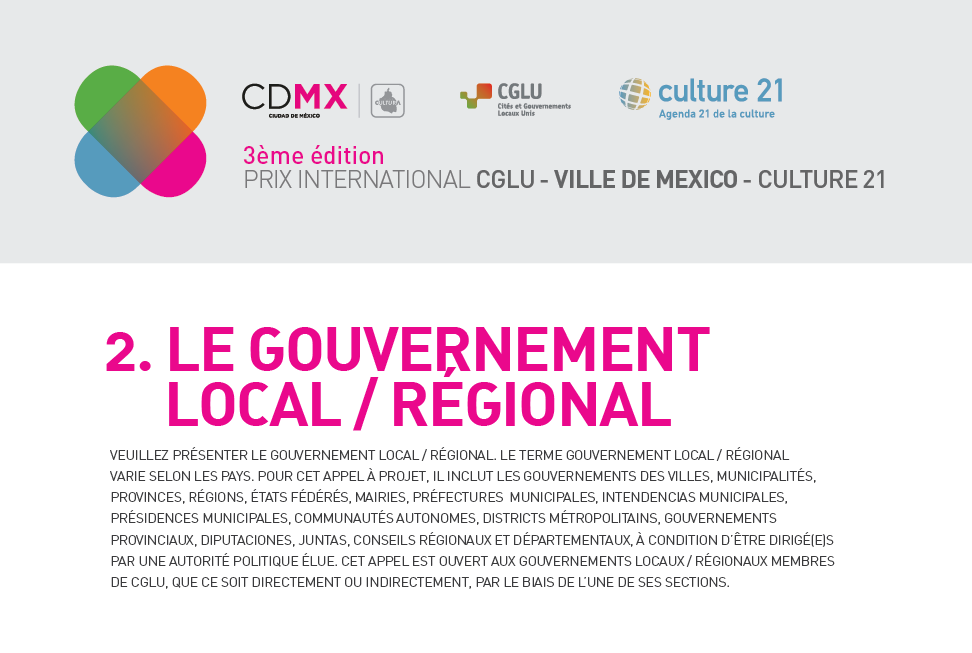 CDMX
CIUDAD DE MÉXICO
CULTURA
CGLU
Cités et Gouvernements
Locaux Unis
culture 21
Agenda 21 de la culture
3ème édition
PRIX INTERNATIONAL CGLU - VILLE DE MEXICO - CULTURE 21
2. LE GOUVERNEMENT
LOCAL / RÉGIONAL
VEUILLEZ PRÉSENTER LE GOUVERNEMENT LOCAL / RÉGIONAL. LE TERME GOUVERNEMENT LOCAL / RÉGIONAL
VARIE SELON LES PAYS. POUR CET APPEL À PROJET, IL INCLUT LES GOUVERNEMENTS DES VILLES, MUNICIPALITÉS,
PROVINCES, RÉGIONS, ÉTATS FÉDÉRÉS, MAIRIES, PRÉFECTURES MUNICIPALES, INTENDENCIAS MUNICIPALES,
PRÉSIDENCES MUNICIPALES, COMMUNAUTÉS AUTONOMES, DISTRICTS MÉTROPOLITAINS, GOUVERNEMENTS
PROVINCIAUX, DIPUTACIONES, JUNTAS, CONSEILS RÉGIONAUX ET DÉPARTEMENTAUX, À CONDITION D'ÊTRE DIRIGÉ(E)S
PAR UNE AUTORITÉ POLITIQUE ÉLUE. CET APPEL EST OUVERT AUX GOUVERNEMENTS LOCAUX / RÉGIONAUX MEMBRES
DE CGLU, QUE CE SOIT DIRECTEMENT OU INDIRECTEMENT, PAR LE BIAIS DE L'UNE DE SES SECTIONS.